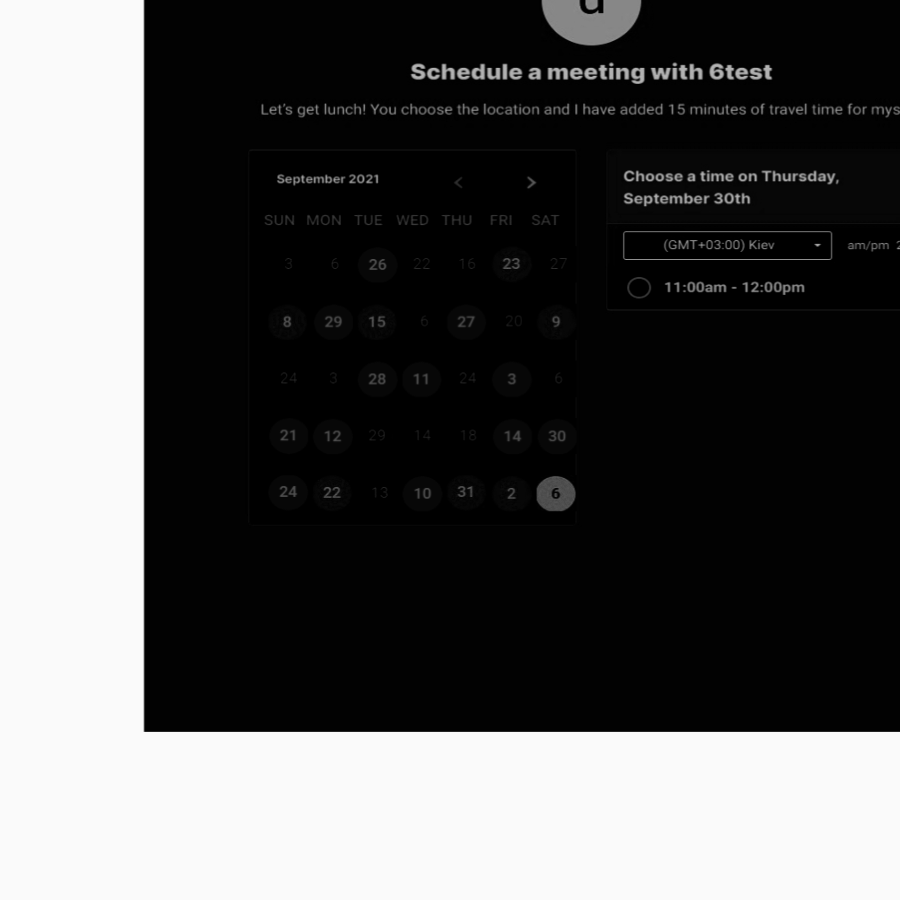 d
Schedule a meeting with 6test
Let's get lunch! You choose the location and I have added 15 minutes of travel time for mys
September 2021
SUN MON TUE WED THU FRI SAT
3 6 26 22 16 23 27
8 29 15 6 27 20 9
24 3 28 11 24 3 6
21 12 29 14 18 14 30
24 22 13 10 31 2 6
Choose a time on Thursday,
September 30th
(GMT+03:00) Kiev am/pm 2
11:00am - 12:00pm